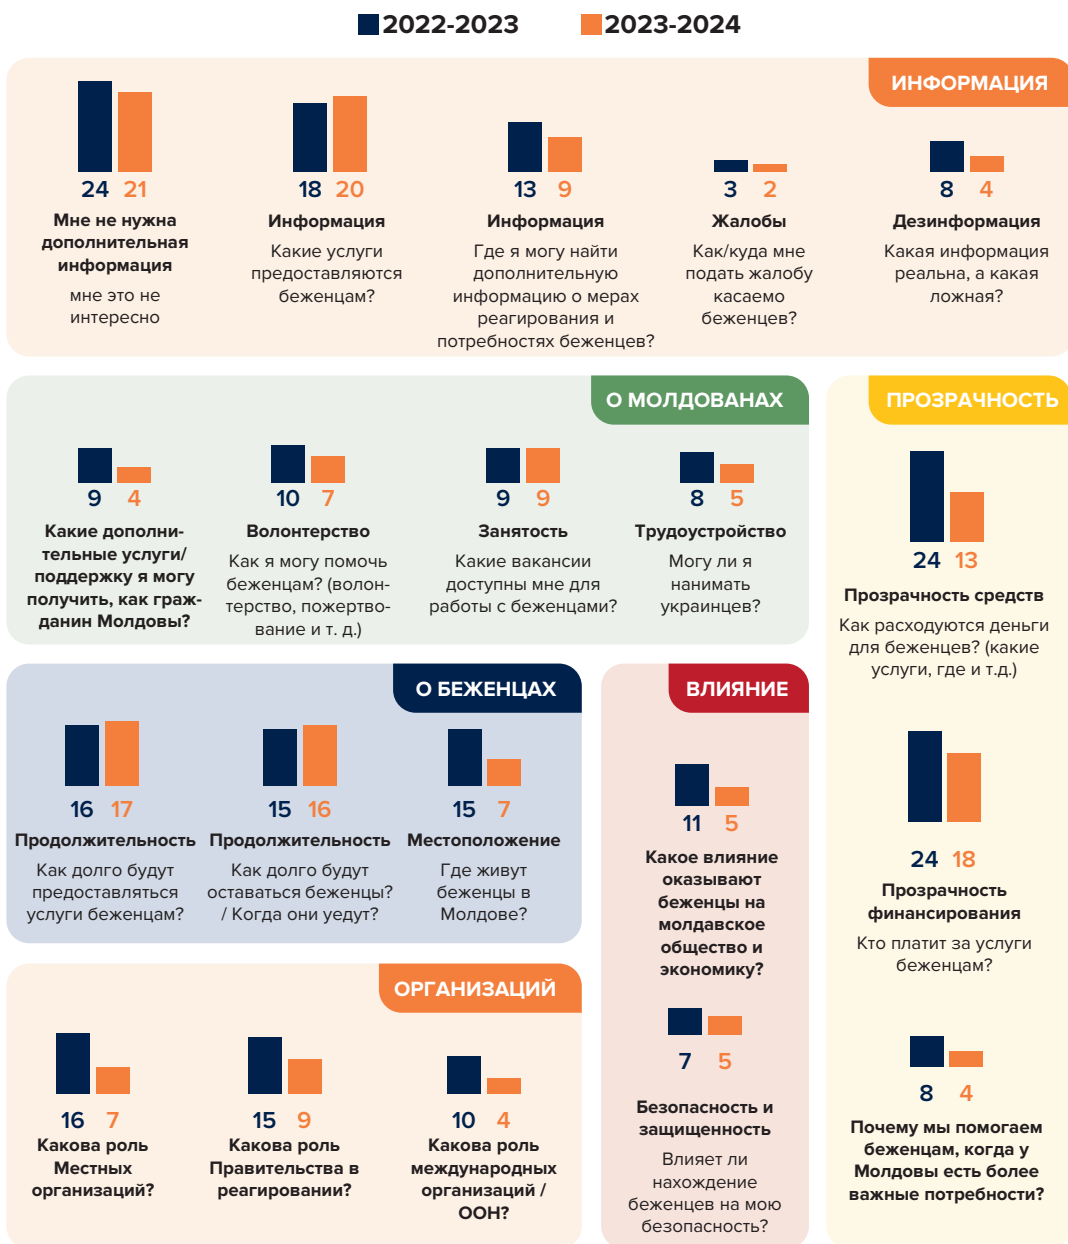 2022-2023
2023-2024
ИНФОРМАЦИЯ
24 21
Мне не нужна
дополнительная
информация
мне это не
интересно
18 20
Информация
Какие услуги
предоставляются
беженцам?
13 9
Информация
Где я могу найти
дополнительную
информацию о мерах
реагирования и
потребностях беженцев?
3 2
Жалобы
Как/куда мне
подать жалобу
касаемо
беженцев?
8 4
Дезинформация
Какая информация
реальна, а какая
ложная?
О МОЛДОВАНАХ
9 4
Какие дополни-
тельные услуги/
поддержку я могу
получить, как граж-
данин Молдовы?
10 7
Волонтерство
Как я могу помочь
беженцам? (волон-
терство, пожертво-
вание и т. д.)
9 9
Занятость
Какие вакансии
доступны мне для
работы с беженцами?
8 5
Трудоустройство
Могу ли я
нанимать
украинцев?
ПРОЗРАЧНОСТЬ
24 13
Прозрачность средств
Как расходуются деньги
для беженцев? (какие
услуги, где и т.д.)
24 18
Прозрачность
финансирования
Кто платит за услуги
беженцам?
8 4
Почему мы помогаем
беженцам, когда у
Молдовы есть более
важные потребности?
О БЕЖЕНЦАХ
16 17
Продолжительность
Как долго будут
предоставляться
услуги беженцам?
15 16
Продолжительность
Как долго будут
оставаться беженцы?
/ Когда они уедут?
15 7
Местоположение
Где живут
беженцы в
Молдове?
ВЛИЯНИЕ
11 5
Какое влияние
оказывают
беженцы на
молдавское
общество и
экономику?
7 5
Безопасность и
защищенность
Влияет ли
нахождение
беженцев на мою
безопасность?
ОРГАНИЗАЦИЙ
16 7
Какова роль
Местных
организаций?
15 9
Какова роль
Правительства в
реагировании?
10 4
Какова роль
международных
организаций /
ООН?